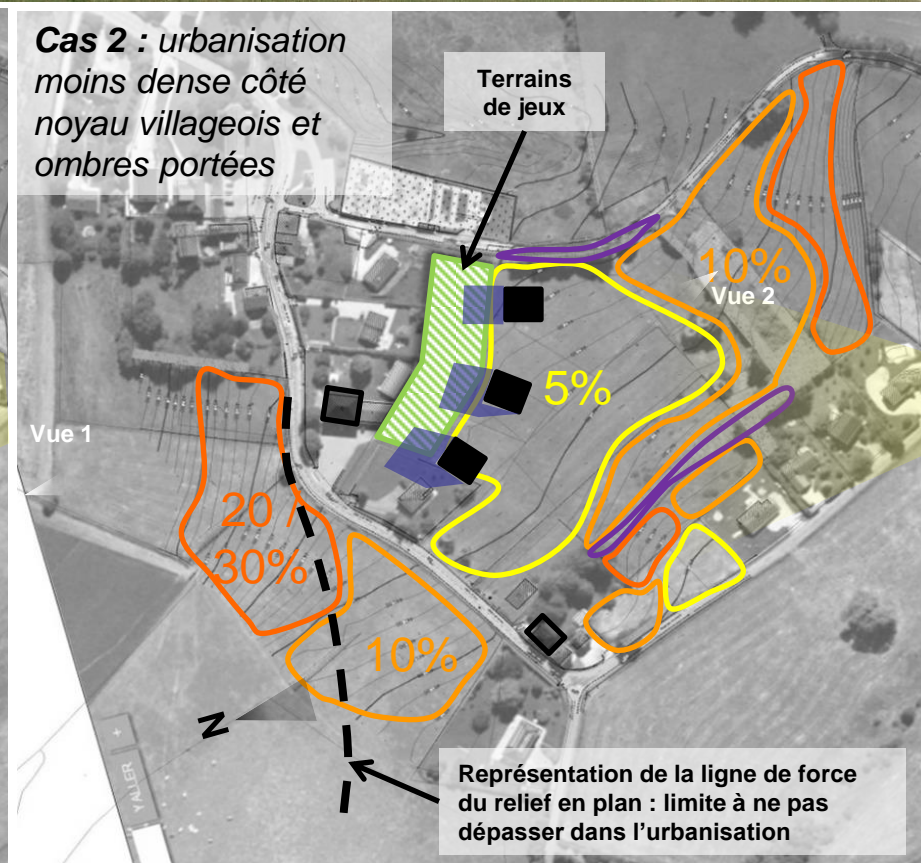 Cas 2 : urbanisation
moins dense côté
noyau villageois et
ombres portées
Terrains
de jeux
10%
Vue 2
5%
Vue 1
20 /
30%
10%
N
YALLER
Représentation de la ligne de force
du relief en plan : limite à ne pas
dépasser dans l'urbanisation